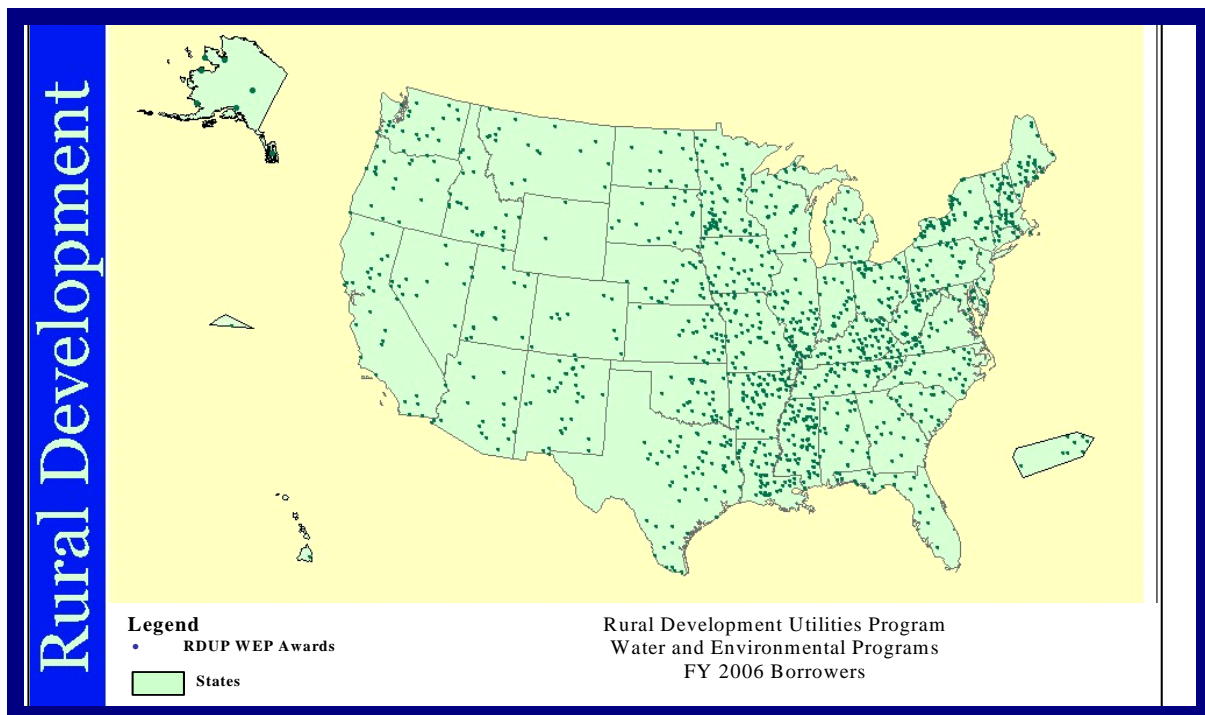 Rural Development
Legend
RDUP WEP Awards
States
Rural Development Utilities Program
Water and Environmental Programs
FY 2006 Borrowers